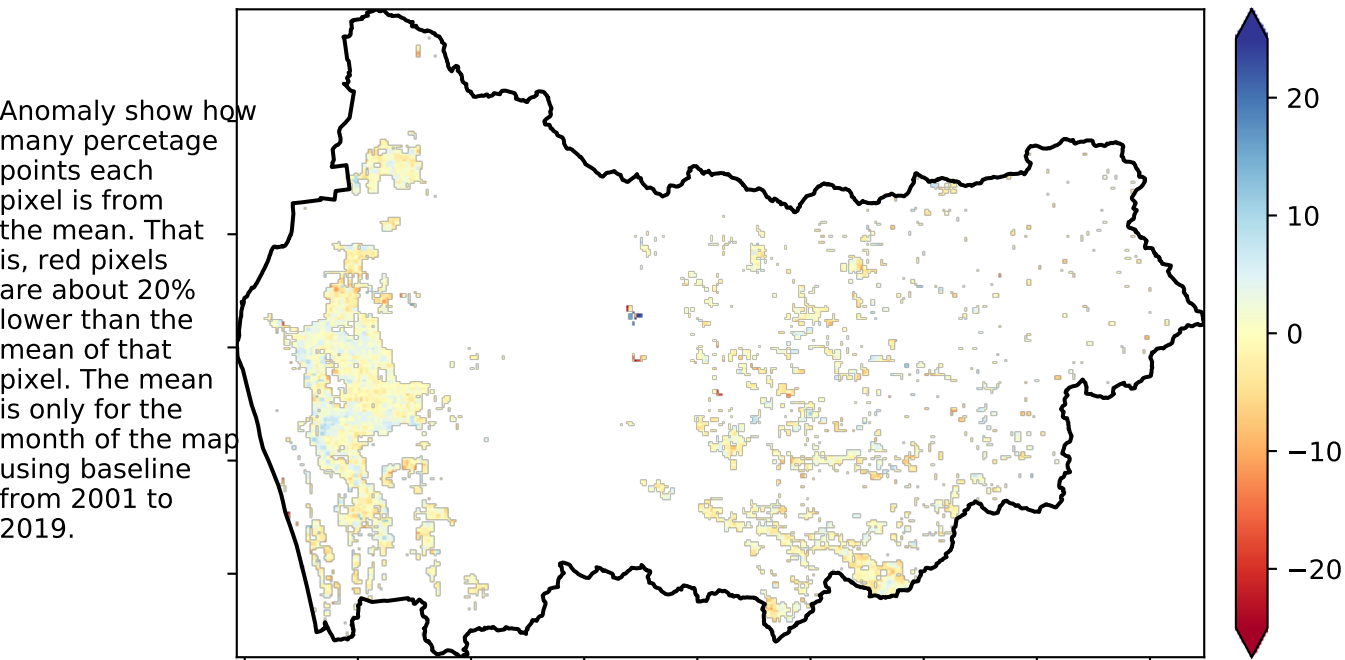 Anomaly show how
many percetage
points each
pixel is from
the mean. That
is, red pixels
are about 20%
lower than the
mean of that
pixel. The mean
is only for the
month of the map
using baseline
from 2001 to
2019.
20
10
0
−10
−20